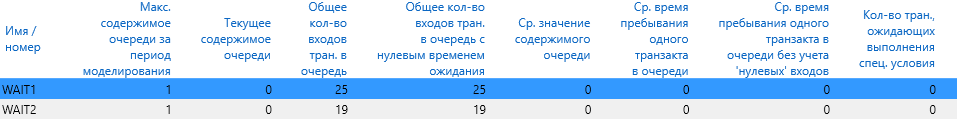 Имя /
номер
Макс.
содержимое
очереди за
период
моделирования
Текущее
содержимое
очереди
Общее
кол-во
входов
тран. в
очередь
Общее кол-во
входов тран.
в очередь с
нулевым временем
ожидания
Ср. значение
содержимого
очереди
Ср. время
пребывания
одного
транзакта
в очереди
Ср. время
пребывания одного
транзакта в
очереди без учета
'нулевых' входов
Кол-во тран.,
ожидающих
выполнения
спец. условия
WAIT1 1 0 25 25 0 0 0 0
WAIT2 1 0 19 19 0 0 0 0